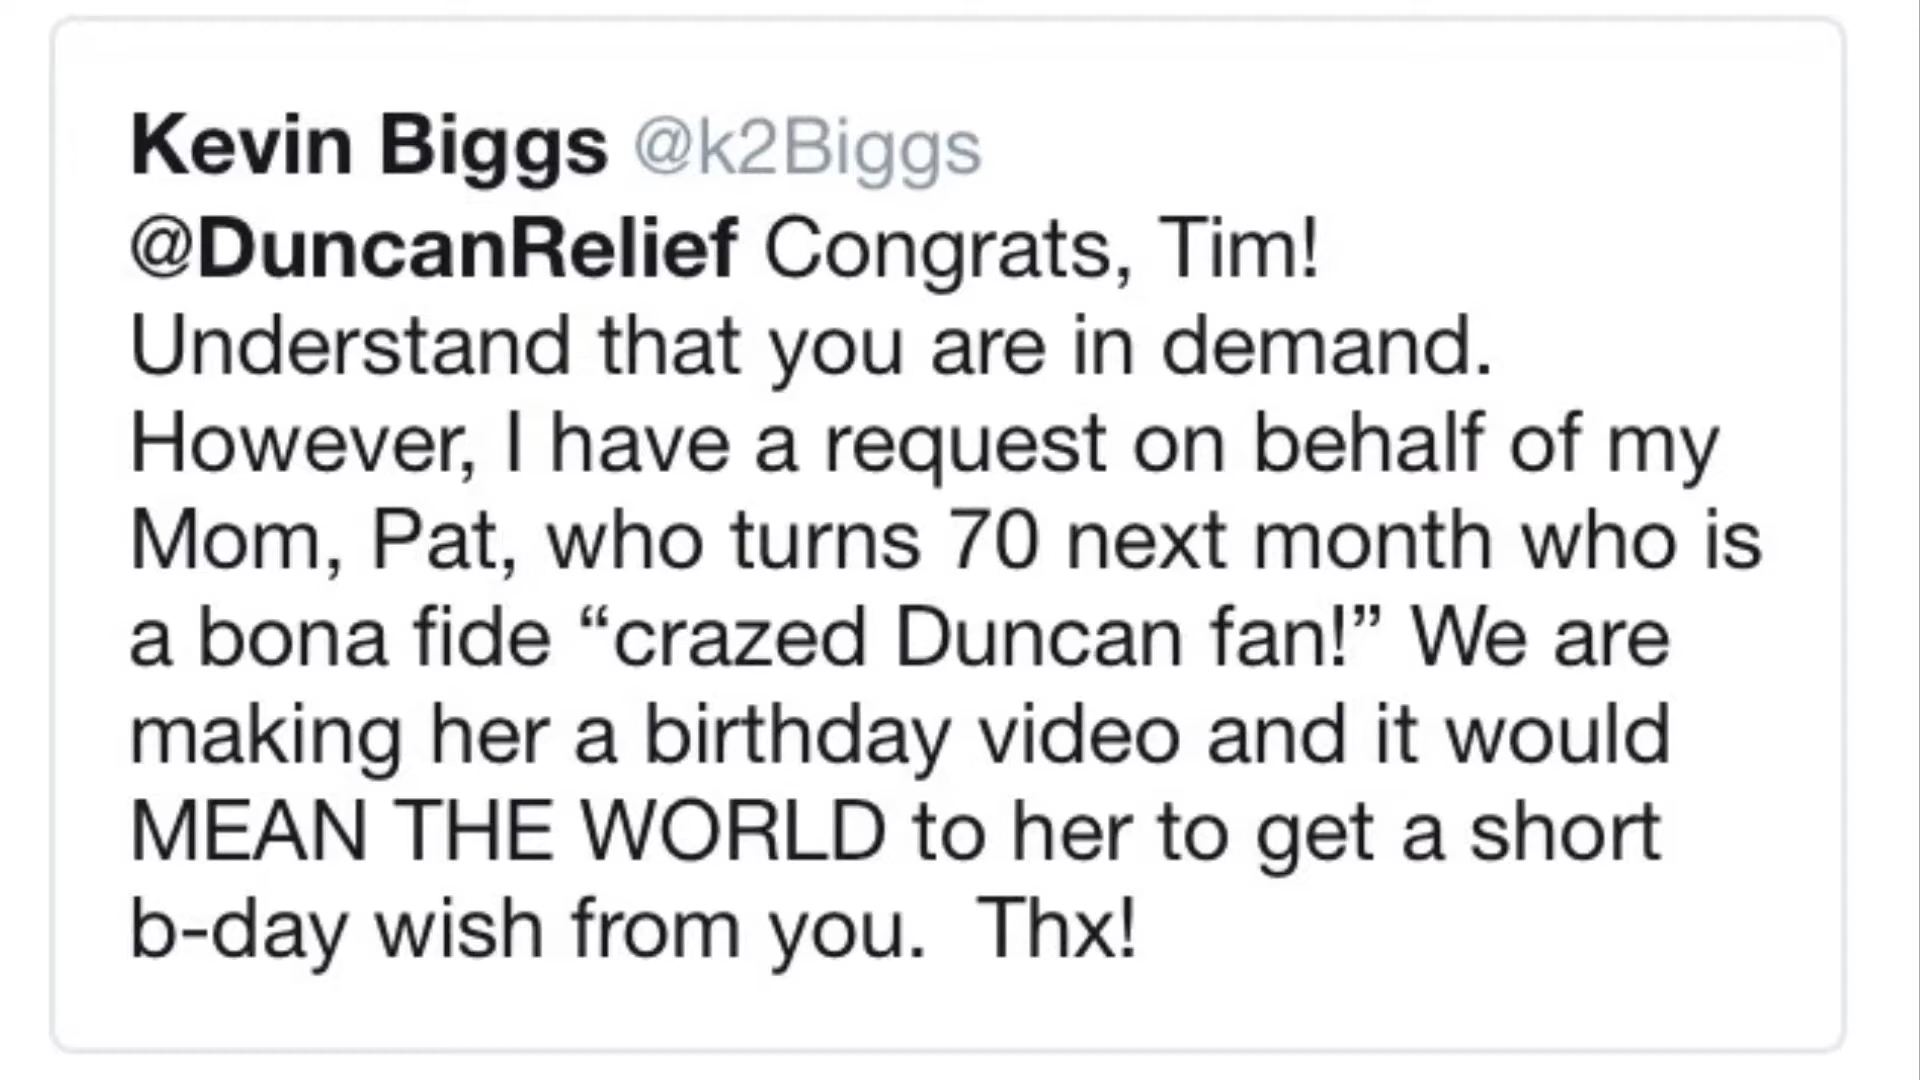 Kevin Biggs @k2Biggs
@DuncanRelief Congrats, Tim!
Understand that you are in demand.
However, I have a request on behalf of my
Mom, Pat, who turns 70 next month who is
a bona fide “crazed Duncan fan!” We are
making her a birthday video and it would
MEAN THE WORLD to her to get a short
b-day wish from you.  Thx!